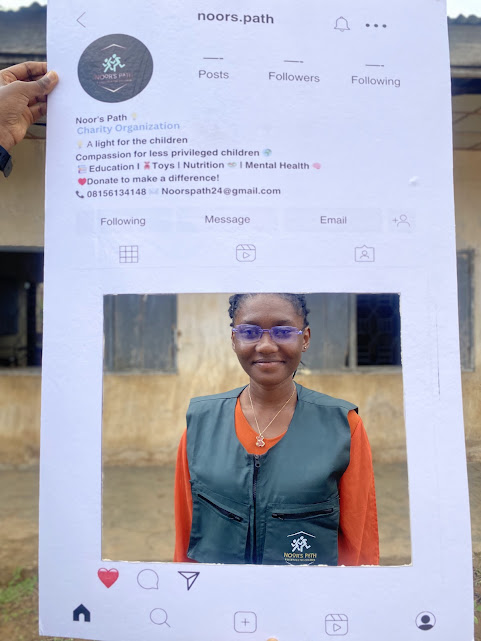 noors.path
NOOR'S PATH
Posts
Followers
Following
Noor's Path
Charity Organization
A light for the children
Compassion for less privileged children
Education I Toys I Nutrition I Mental Health
Donate to make a difference!
08156134148 Noorspath24@gmail.com
Following Message Email
NOOR'S PATH